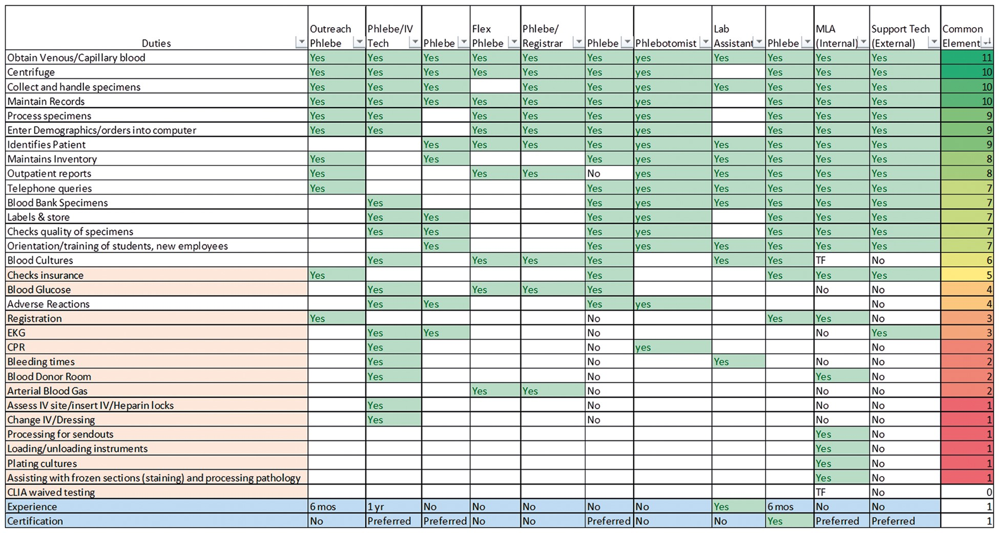 Duties Outreach Phlebe Phlebe/IV Tech Phlebe Flex Phlebe Phlebe/ Registrar Phlebe Phlebotomist Lab Assistant Phlebe MLA (Internal) Support Tech (External) Common Element
Obtain Venous/Capillary blood Yes Yes Yes Yes Yes Yes yes Yes Yes Yes Yes 11
Centrifuge Yes Yes Yes Yes Yes Yes yes Yes Yes Yes 10
Collect and handle specimens Yes Yes Yes Yes Yes yes Yes Yes Yes Yes 10
Maintain Records Yes Yes Yes Yes Yes Yes yes Yes Yes Yes 10
Process specimens Yes Yes Yes Yes Yes yes Yes Yes Yes 9
Enter Demographics/orders into computer Yes Yes Yes Yes Yes yes Yes Yes Yes 9
Identifies Patient Yes Yes Yes Yes yes Yes Yes Yes Yes 9
Maintains Inventory Yes Yes Yes yes Yes Yes Yes Yes 8
Outpatient reports Yes Yes Yes No yes Yes Yes Yes Yes 8
Telephone queries Yes Yes yes Yes Yes Yes Yes 7
Blood Bank Specimens Yes Yes yes Yes Yes Yes Yes 7
Labels & store Yes Yes Yes yes Yes Yes Yes 7
Checks quality of specimens Yes Yes Yes yes Yes Yes Yes 7
Orientation/training of students, new employees Yes Yes yes Yes Yes Yes Yes 7
Blood Cultures Yes Yes Yes Yes Yes Yes TF No 6
Checks insurance Yes Yes Yes Yes Yes 5
Blood Glucose Yes Yes Yes Yes No No 4
Adverse Reactions Yes Yes Yes yes No 4
Registration Yes No Yes Yes No 3
EKG Yes Yes No No Yes 3
CPR Yes No yes No 2
Bleeding times Yes No Yes No No 2
Blood Donor Room Yes No Yes No 2
Arterial Blood Gas Yes Yes No No No 2
Assess IV site/insert IV/Heparin locks Yes No No No 1
Change IV/Dressing Yes No No No 1
Processing for sendouts Yes No 1
Loading/unloading instruments Yes No 1
Plating cultures Yes No 1
Assisting with frozen sections (staining) and processing pathology Yes No 1
CLIA waived testing TF No 0
Experience 6 mos 1 yr No No No No No Yes 6 mos No No 1
Certification No Preferred Preferred No No Preferred No No Yes Preferred Preferred 1